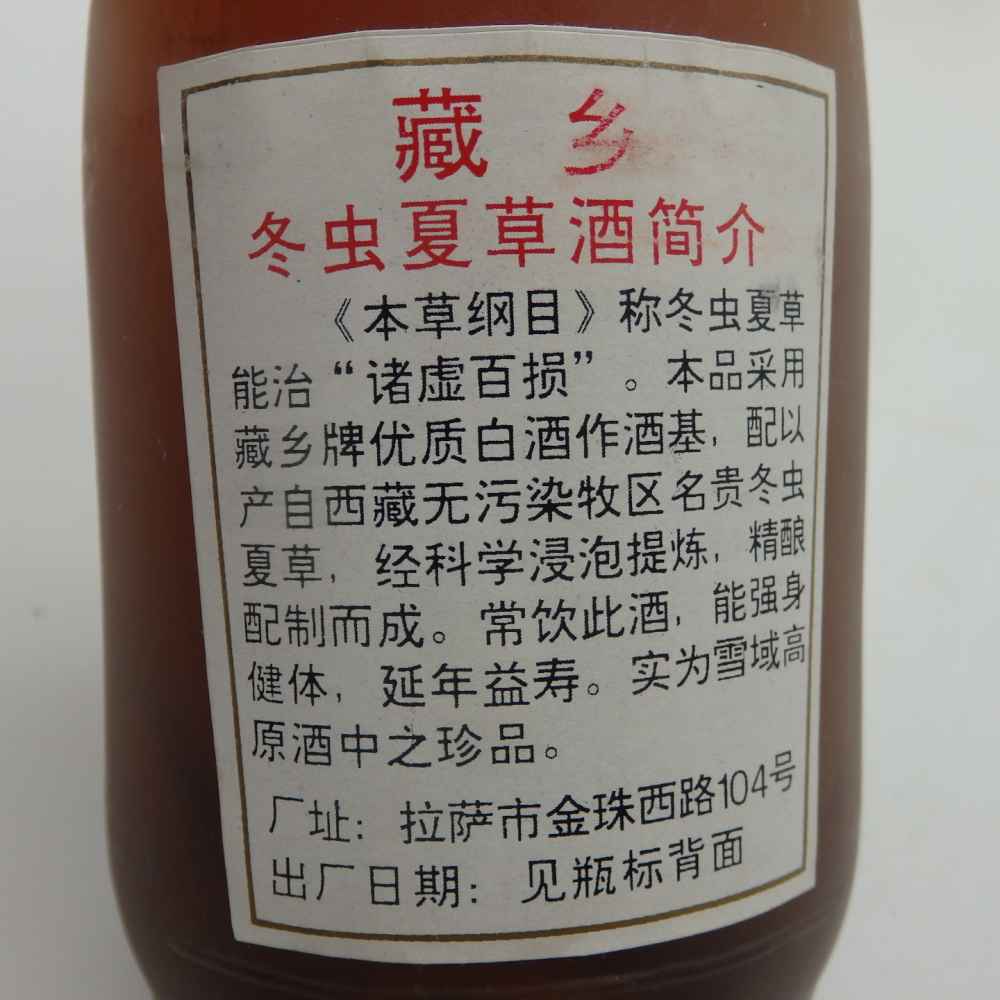 藏乡
冬虫夏草酒简介
《本草纲目》称冬虫夏草
能治“诸虚百损”。本品采用
藏乡牌优质白酒作酒基，配以
产自西藏无污染牧区名贵冬虫
夏草，经科学浸泡提炼，精酿
配制而成。常饮此酒，能强身
健体，延年益寿。实为雪域高
原酒中之珍品。
厂址：拉萨市金珠西路104号
出厂日期：见瓶标背面